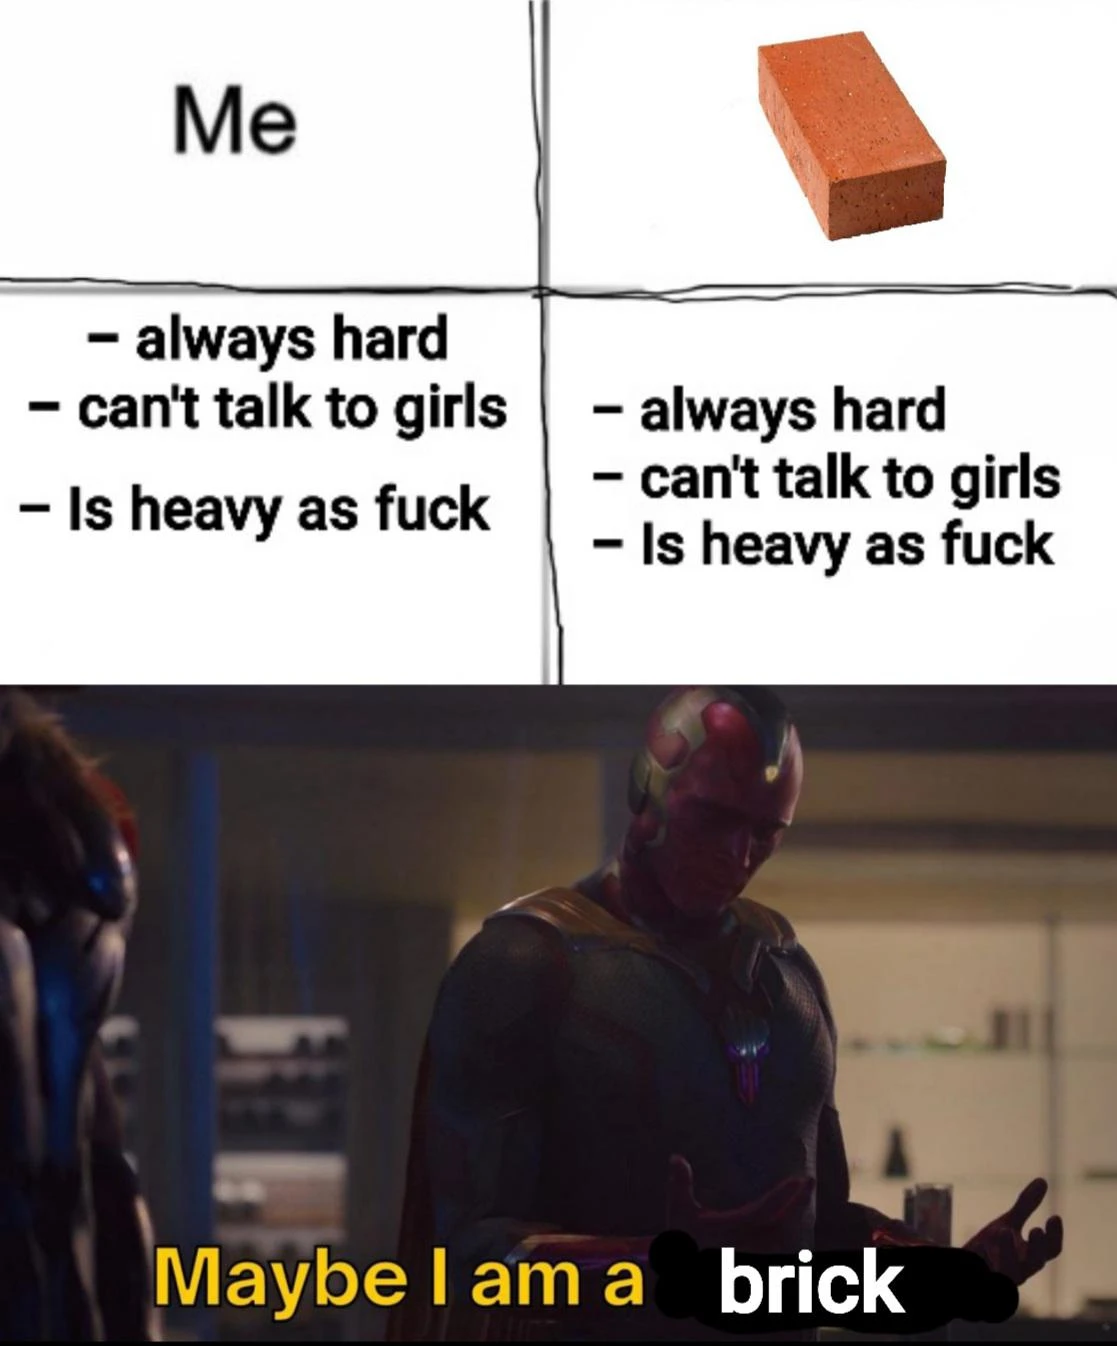 Me
– always hard
– can't talk to girls
– Is heavy as fuck
– always hard
– can't talk to girls
– Is heavy as fuck
Maybe I am a brick